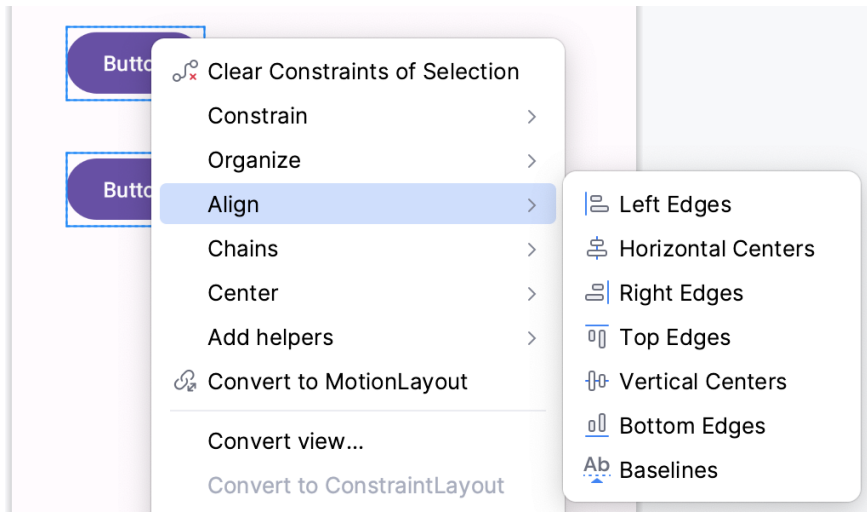 Clear Constraints of Selection
Constrain
Organize
Align
Chains
Center
Add helpers
Convert to MotionLayout
Convert view...
Convert to ConstraintLayout
Left Edges
Horizontal Centers
Right Edges
Top Edges
Vertical Centers
Bottom Edges
Ab Baselines